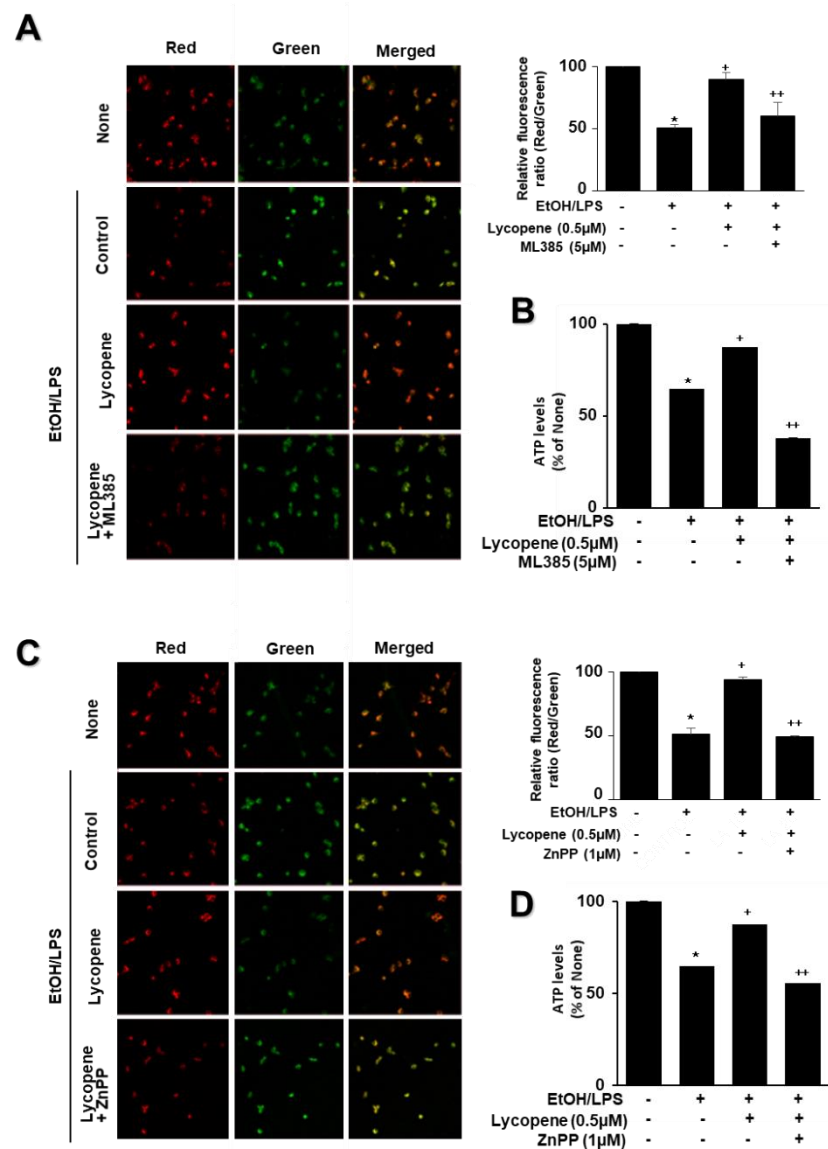 A
Red Green Merged
None
Control
Lycopene
Lycopene
+ ML385
EtOH/LPS
Relative fluorescence
ratio (Red/Green)
100
50
0
*
+
++
EtOH/LPS - + + +
Lycopene (0.5µM) - - + +
ML385 (5µM) - - - +
B
ATP levels
(% of None)
100
50
0
*
+
++
EtOH/LPS - + + +
Lycopene (0.5µM) - - + +
ML385 (5µM) - - - +
C
Red Green Merged
None
Control
Lycopene
Lycopene
+ ZnPP
EtOH/LPS
Relative fluorescence
ratio (Red/Green)
100
50
0
*
+
++
EtOH/LPS - + + +
Lycopene (0.5µM) - - + +
ZnPP (1µM) - - - +
D
ATP levels
(% of None)
100
50
0
*
+
++
EtOH/LPS - + + +
Lycopene (0.5µM) - - + +
ZnPP (1µM) - - - +